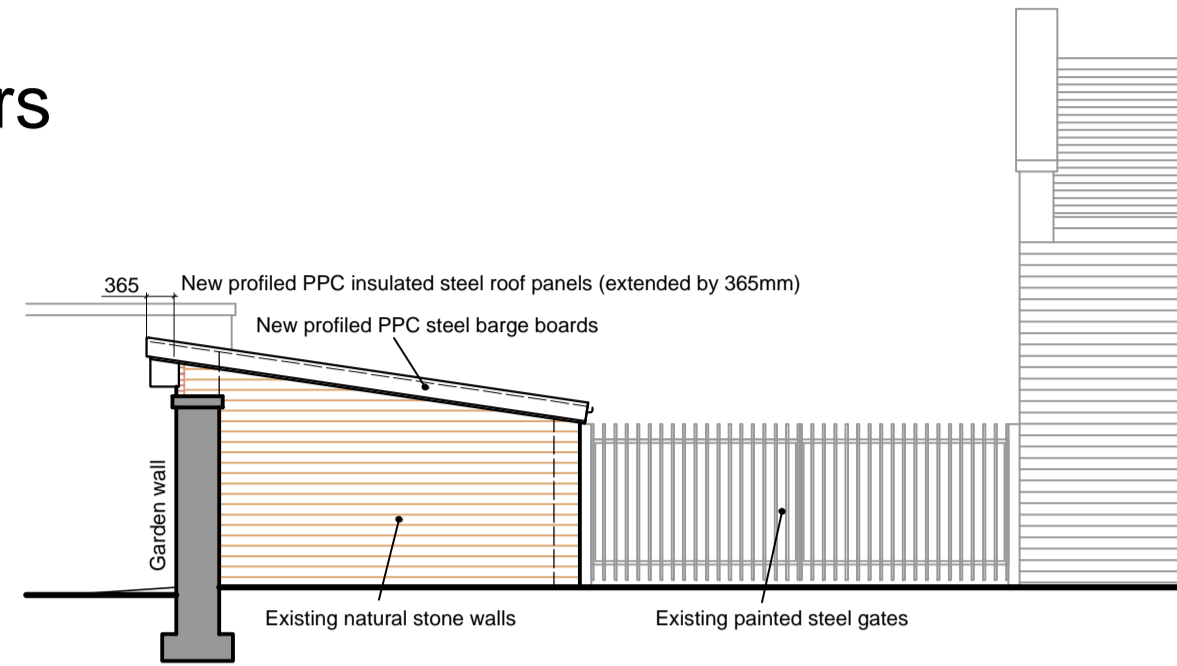 rs
365
New profiled PPC insulated steel roof panels (extended by 365mm)
New profiled PPC steel barge boards
Garden wall
Existing natural stone walls
Existing painted steel gates